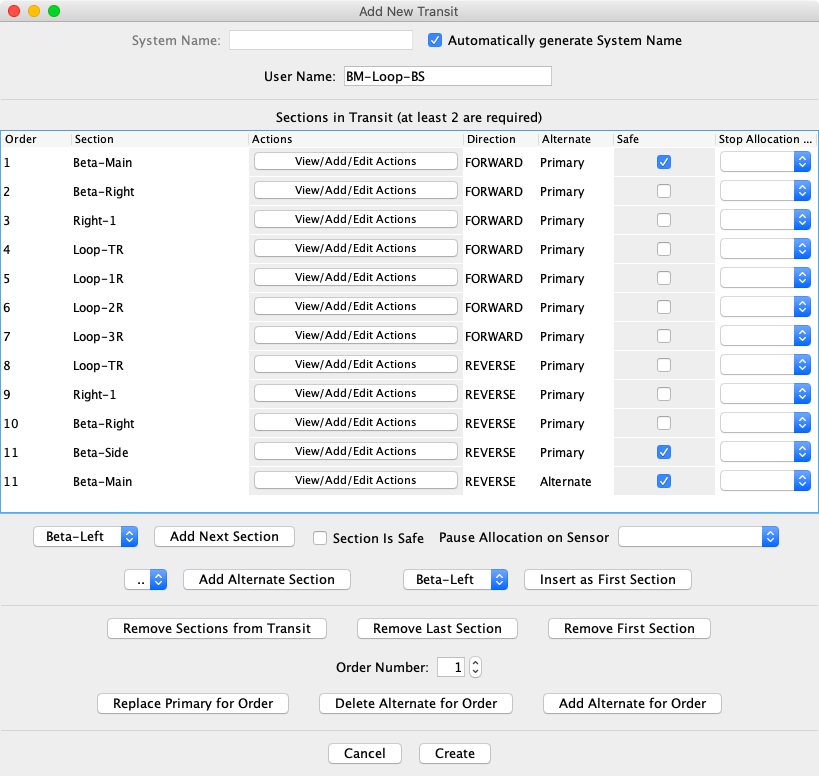 Add New Transit
System Name:
Automatically generate System Name
User Name: BM-Loop-BS
Sections in Transit (at least 2 are required)
Order Section Actions Direction Alternate Safe Stop Allocation ...
1 Beta-Main View/Add/Edit Actions FORWARD Primary
2 Beta-Right View/Add/Edit Actions FORWARD Primary
3 Right-1 View/Add/Edit Actions FORWARD Primary
4 Loop-TR View/Add/Edit Actions FORWARD Primary
5 Loop-1R View/Add/Edit Actions FORWARD Primary
6 Loop-2R View/Add/Edit Actions FORWARD Primary
7 Loop-3R View/Add/Edit Actions FORWARD Primary
8 Loop-TR View/Add/Edit Actions REVERSE Primary
9 Right-1 View/Add/Edit Actions REVERSE Primary
10 Beta-Right View/Add/Edit Actions REVERSE Primary
11 Beta-Side View/Add/Edit Actions REVERSE Primary
11 Beta-Main View/Add/Edit Actions REVERSE Alternate
Beta-Left Add Next Section Section Is Safe Pause Allocation on Sensor
.. Add Alternate Section Beta-Left Insert as First Section
Remove Sections from Transit Remove Last Section Remove First Section
Order Number: 1
Replace Primary for Order Delete Alternate for Order Add Alternate for Order
Cancel Create